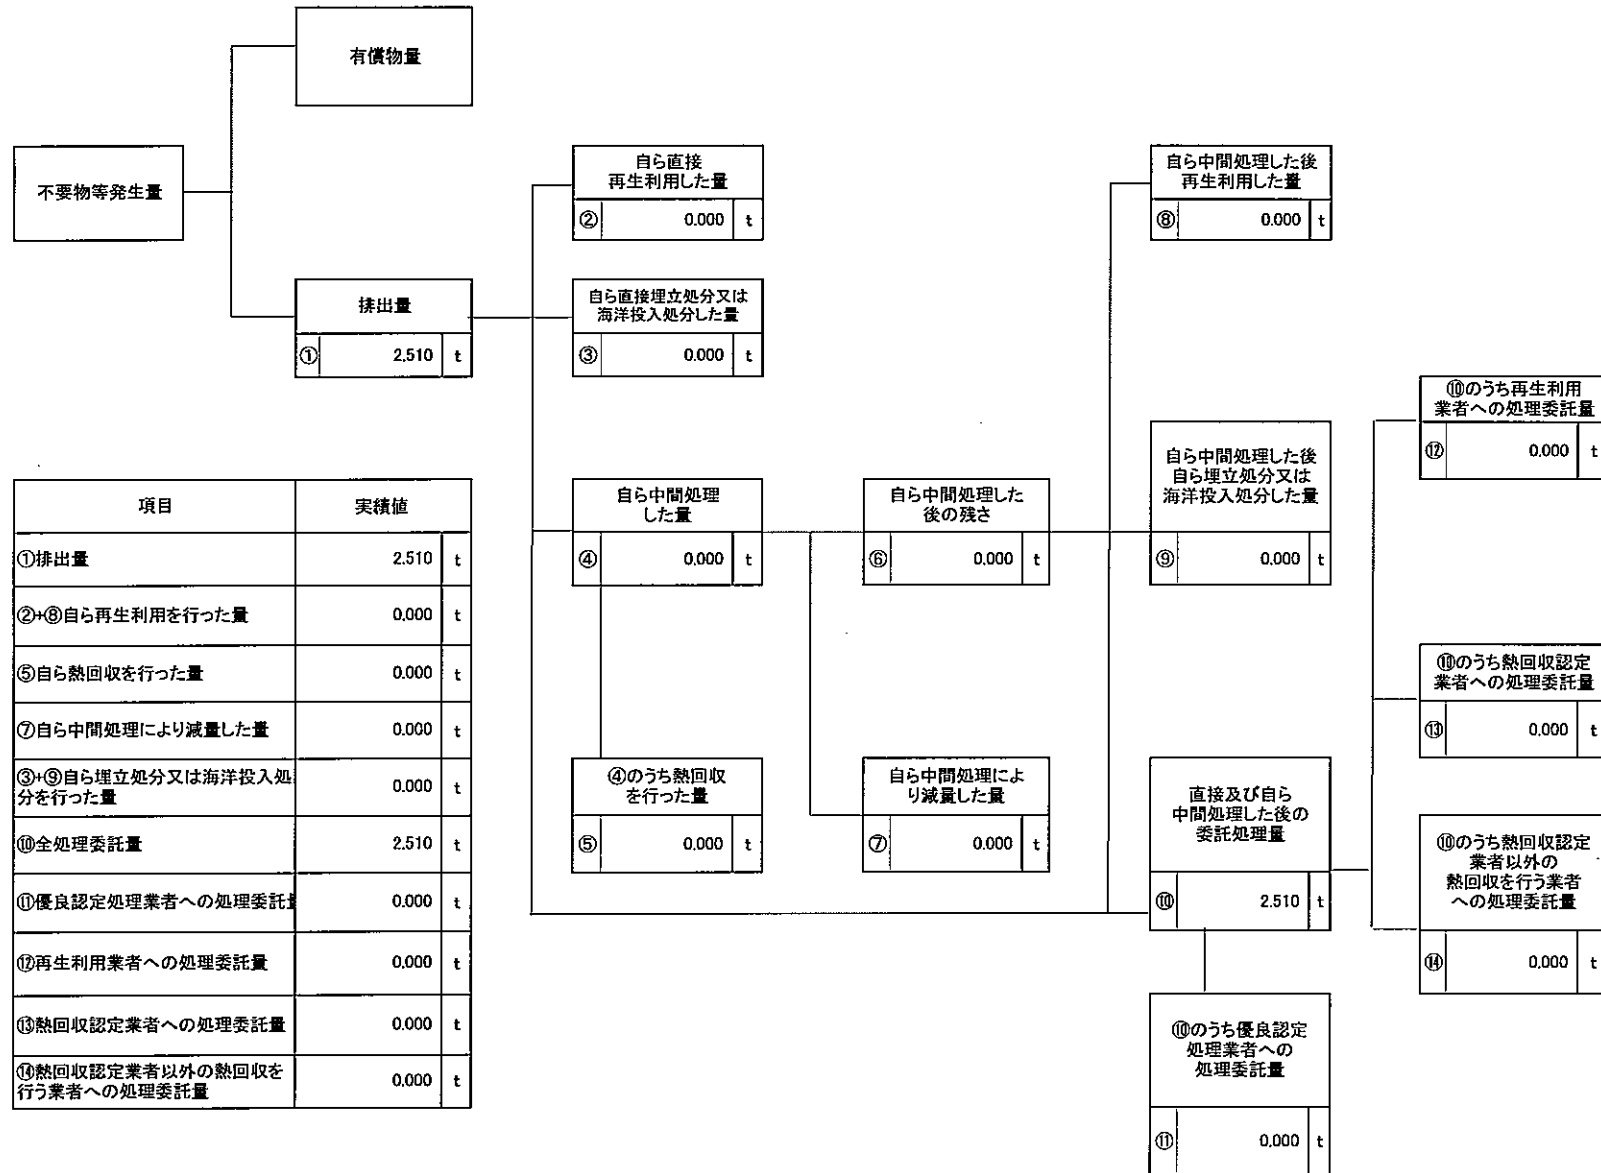 有償物量
不要物等発生量
排出量
① 2.510 t
自ら直接
再生利用した量
② 0.000 t
自ら直接埋立処分又は
海洋投入処分した量
③ 0.000 t
自ら中間処理
した量
④ 0.000 t
④のうち熱回収
を行った量
⑤ 0.000 t
自ら中間処理した
後の残さ
⑥ 0.000 t
自ら中間処理によ
り減量した量
⑦ 0.000 t
自ら中間処理した後
再生利用した量
⑧ 0.000 t
自ら中間処理した後
自ら埋立処分又は
海洋投入処分した量
⑨ 0.000 t
直接及び自ら
中間処理した後の
委託処理量
⑩ 2.510 t
⑩のうち優良認定
処理業者への
処理委託量
⑪ 0.000 t
⑩のうち再生利用
業者への処理委託量
⑫ 0.000 t
⑩のうち熱回収認定
業者への処理委託量
⑬ 0.000 t
⑩のうち熱回収認定
業者以外の
熱回収を行う業者
への処理委託量
⑭ 0.000 t
項目 実績値
①排出量 2.510 t
②+⑧自ら再生利用を行った量 0.000 t
⑤自ら熱回収を行った量 0.000 t
⑦自ら中間処理により減量した量 0.000 t
③+⑨自ら埋立処分又は海洋投入処
分を行った量 0.000 t
⑩全処理委託量 2.510 t
⑪優良認定処理業者への処理委託 0.000 t
⑫再生利用業者への処理委託量 0.000 t
⑬熱回収認定業者への処理委託量 0.000 t
⑭熱回収認定業者以外の熱回収を
行う業者への処理委託量 0.000 t